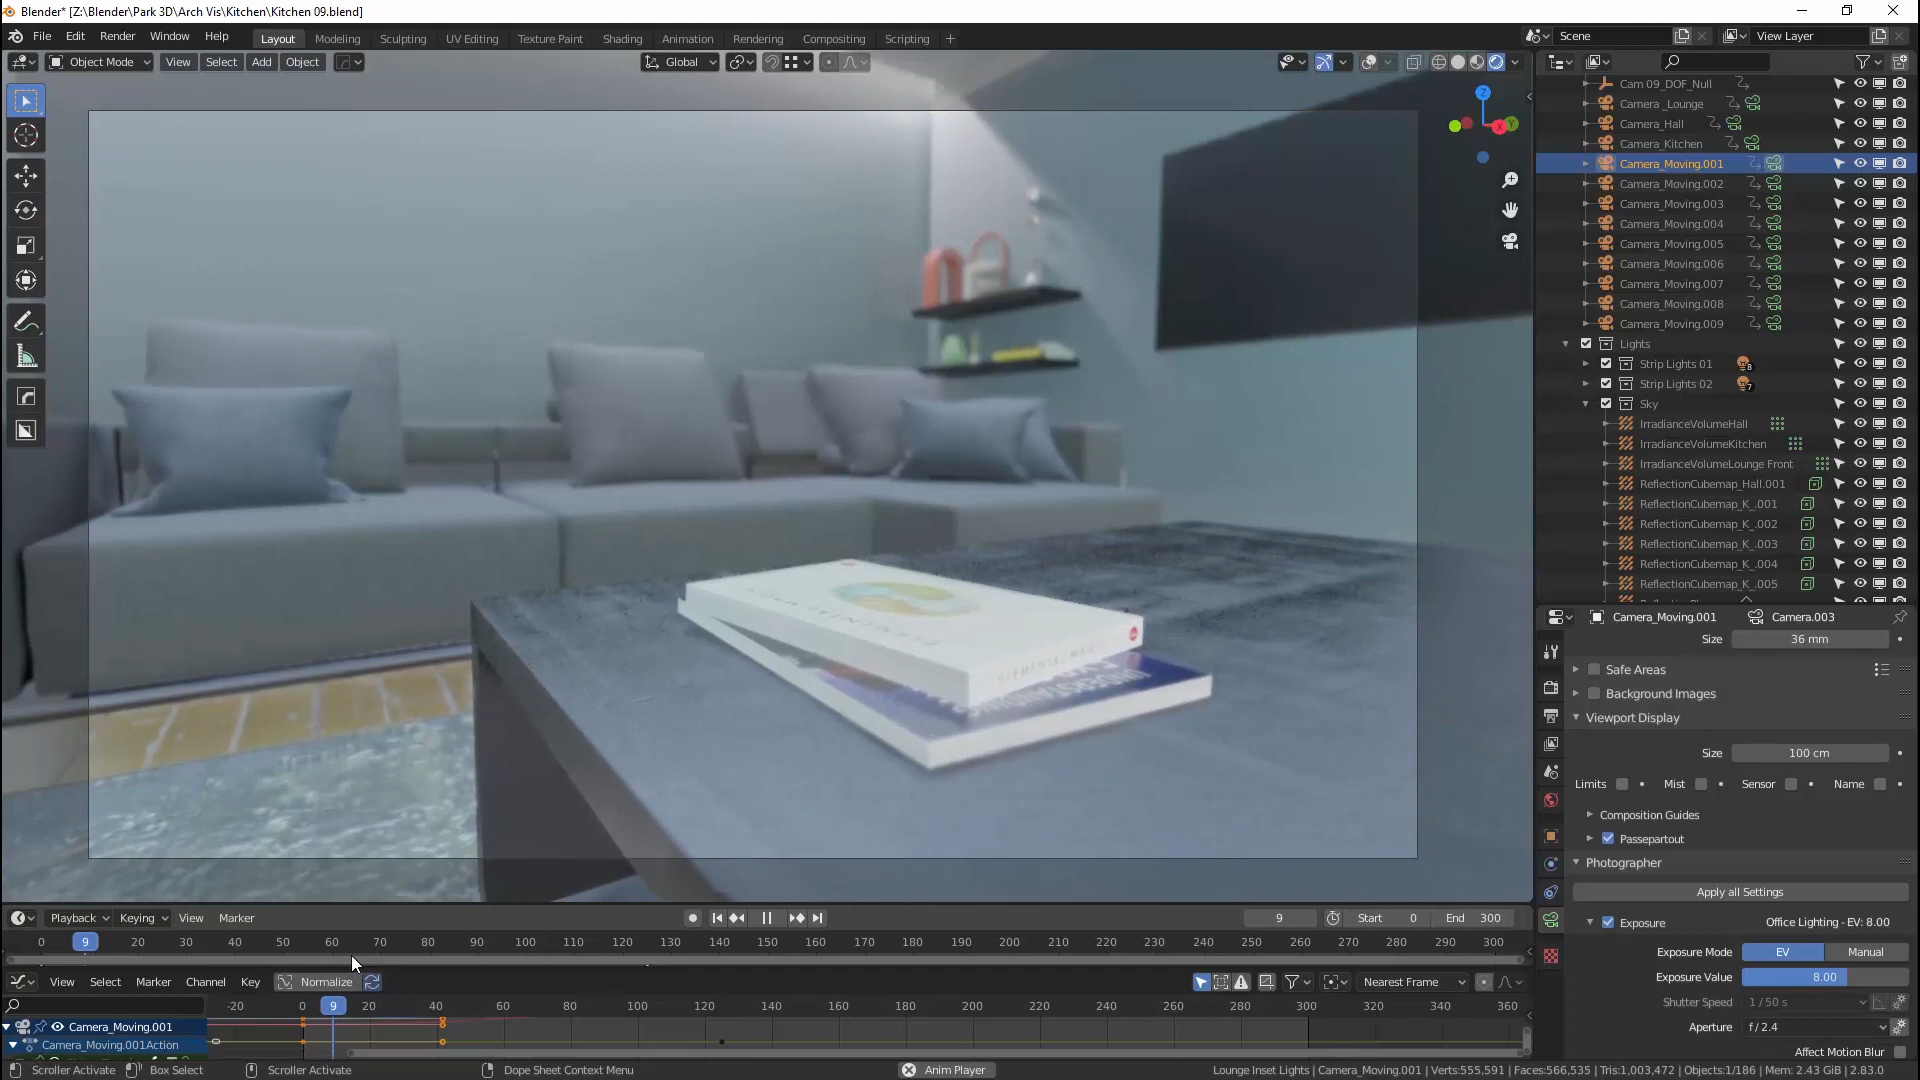 Blender* [Z:\Blender\Park 3D\Arch Vis\Kitchen\Kitchen 09.blend]
File Edit Render Window Help Layout Modeling Sculpting UV Editing Texture Paint Shading Animation Rendering Compositing Scripting + Scene View Layer
Object Mode View Select Add Object Global
Z
X
Y
Cam 09_DOF_Null
Camera _Lounge
Camera_Hall
Camera_Kitchen
Camera_Moving.001
Camera_Moving.002
Camera_Moving.003
Camera_Moving.004
Camera_Moving.005
Camera_Moving.006
Camera_Moving.007
Camera_Moving.008
Camera_Moving.009
Lights
Strip Lights 01 8
Strip Lights 02 7
Sky
IrradianceVolumeHall
IrradianceVolumeKitchen
IrradianceVolumeLounge Front
ReflectionCubemap_Hall.001
ReflectionCubemap_K_.001
ReflectionCubemap_K_.002
ReflectionCubemap_K_.003
ReflectionCubemap_K_.004
ReflectionCubemap_K_.005
Camera_Moving.001 Camera.003
Size 36 mm
Safe Areas
Background Images
Viewport Display
Size 100 cm
Limits Mist Sensor Name
Composition Guides
Passepartout
Photographer
Apply all Settings
Exposure Office Lighting - EV: 8.00
Exposure Mode EV Manual
Exposure Value 8.00
Shutter Speed 1 / 50 s
Aperture f / 2.4
Affect Motion Blur
Playback Keying View Marker 9 Start 0 End 300
0 9 20 30 40 50 60 70 80 90 100 110 120 130 140 150 160 170 180 190 200 210 220 230 240 250 260 270 280 290 300
View Select Marker Channel Key Normalize Nearest Frame
-20 0 9 20 40 60 80 100 120 140 160 180 200 220 240 260 280 300 320 340 360
Camera_Moving.001
Camera_Moving.001Action
Scroller Activate Box Select Scroller Activate Dope Sheet Context Menu Anim Player Lounge Inset Lights | Camera_Moving.001 | Verts:555,591 | Faces:566,535 | Tris:1,003,472 | Objects:1/186 | Mem: 2.43 GiB | 2.83.0